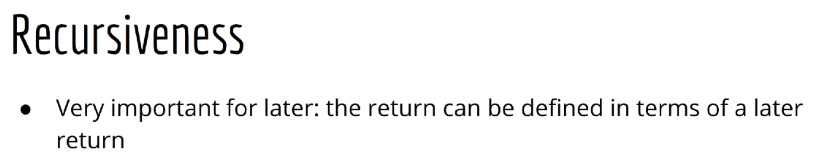 Recursiveness
● Very important for later: the return can be defined in terms of a later
return